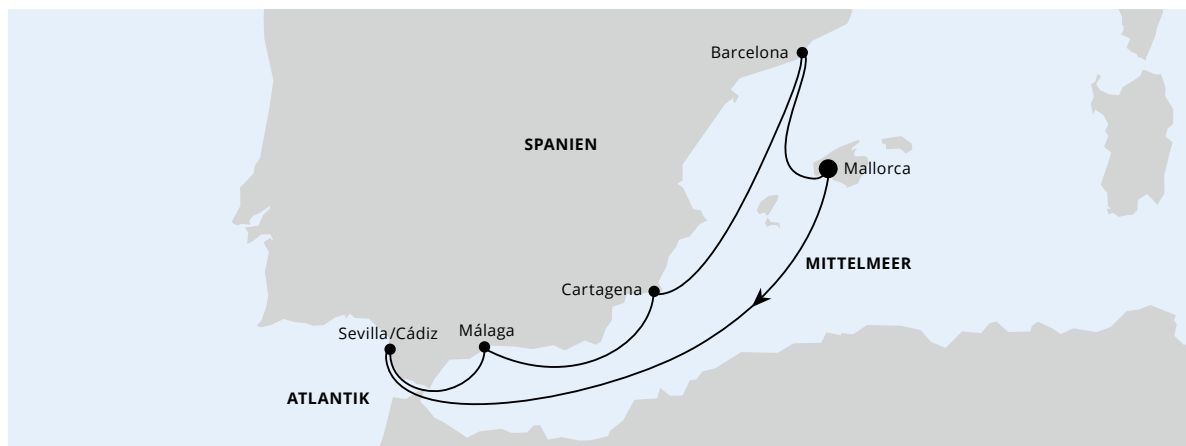 Barcelona
SPANIEN
Mallorca
MITTELMEER
Cartagena
Sevilla/Cádiz
Málaga
ATLANTIK